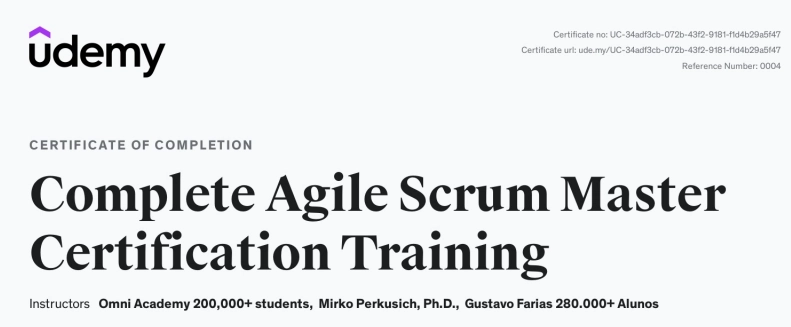 udemy
Certificate no: UC-34adf3cb-072b-43f2-9181-f1d4b29a5f47
Certificate url: ude.my/UC-34adf3cb-072b-43f2-9181-f1d4b29a5f47
Reference Number: 0004
CERTIFICATE OF COMPLETION
Complete Agile Scrum Master
Certification Training
Instructors Omni Academy 200,000+ students, Mirko Perkusich, Ph.D., Gustavo Farias 280.000+ Alunos